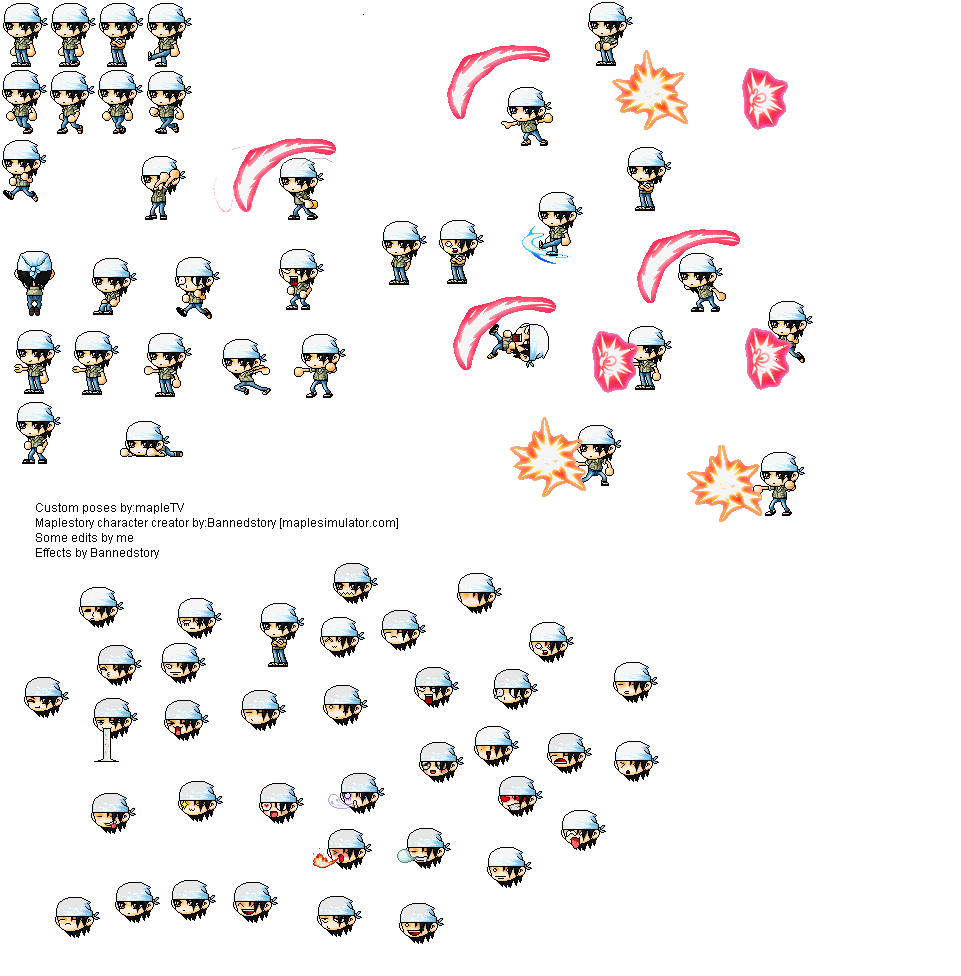 Custom poses by:mapleTV
Maplestory character creator by:Bannedstory [maplesimulator.com]
Some edits by me
Effects by Bannedstory